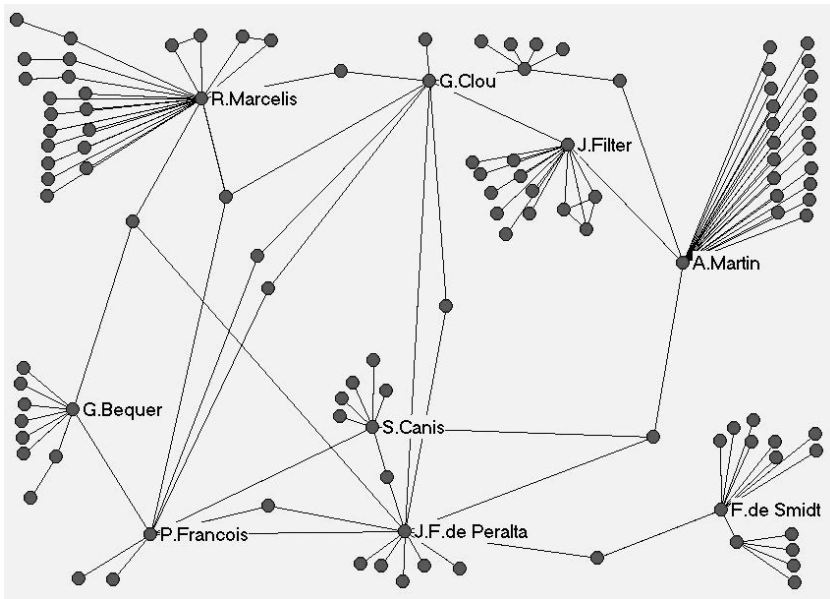 G.Clou
R.Marcelis
J.Filter
A.Martin
G.Bequer
S.Canis
F.de Smidt
P.Francois
J.F.de Peralta